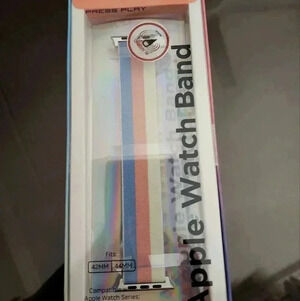 PRESS PLAY
Apple Watch Band
Fits:
42MM 44MM
Apple Watch Series: